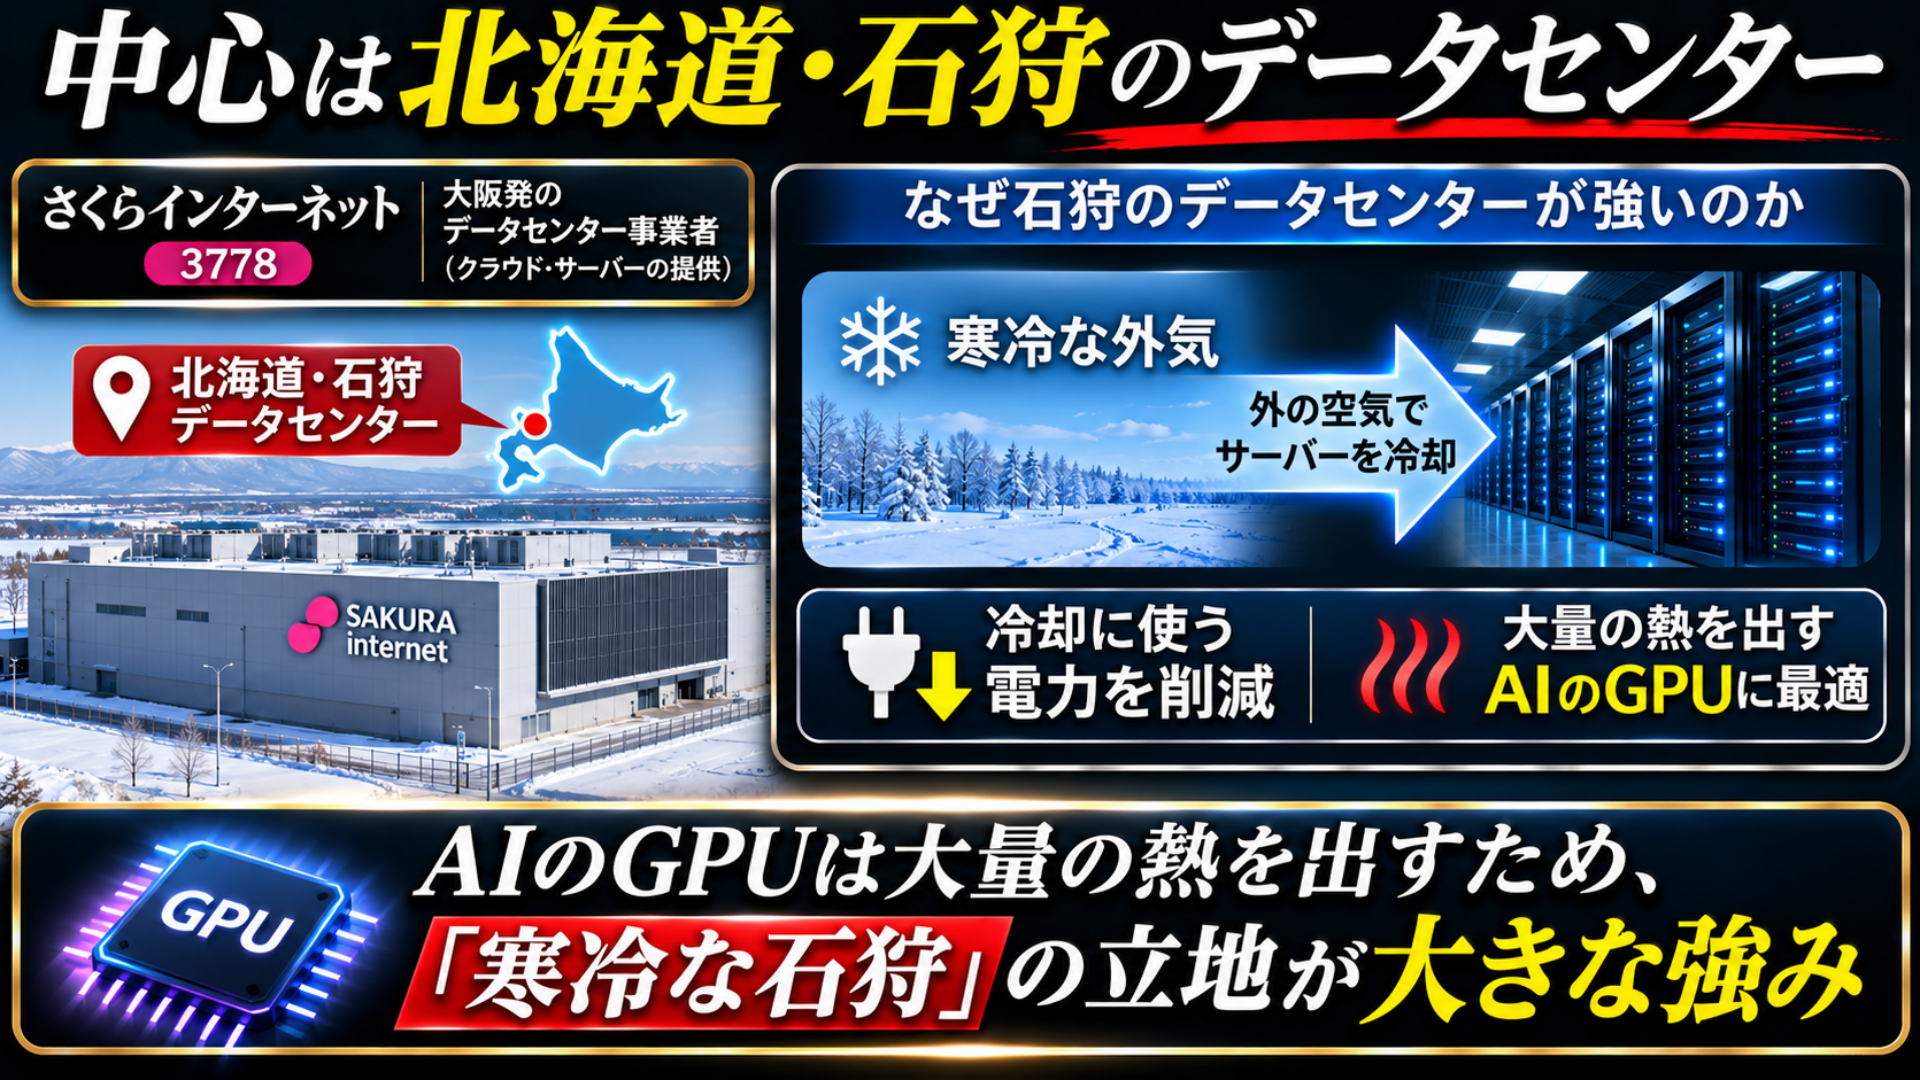 中心は北海道・石狩のデータセンター
さくらインターネット
3778
大阪発の
データセンター事業者
(クラウド・サーバーの提供)
北海道・石狩
データセンター
SAKURA
internet
なぜ石狩のデータセンターが強いのか
寒冷な外気
外の空気で
サーバーを冷却
冷却に使う
電力を削減
大量の熱を出す
AIのGPUに最適
GPU
AIのGPUは大量の熱を出すため、
「寒冷な石狩」の立地が大きな強み